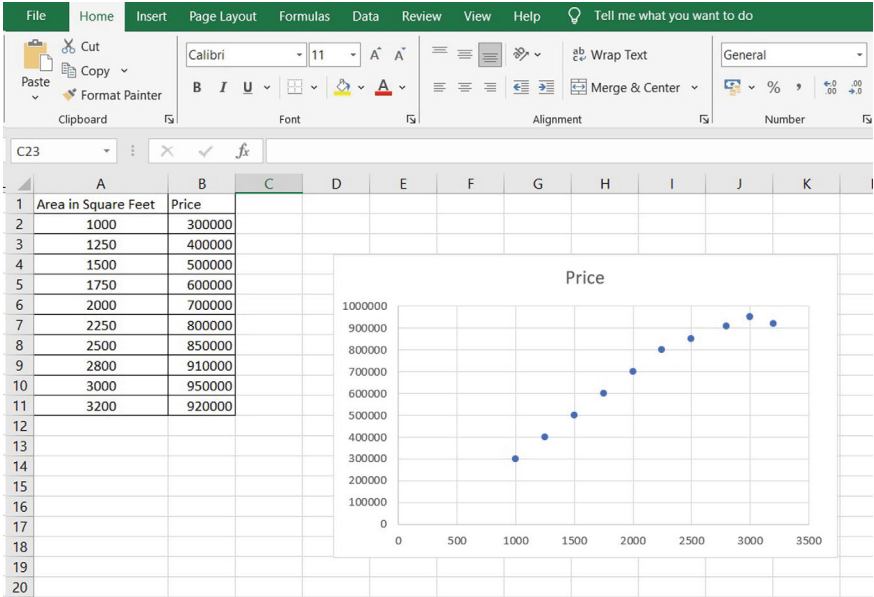 File Home Insert Page Layout Formulas Data Review View Help Tell me what you want to do
Cut
Copy
Paste
Format Painter
Calibri 11 A A
B I U A
ab Wrap Text
Merge & Center
General
% , .0 .00 .00 .0
Clipboard Font Alignment Number
C23 fx
A B C D E F G H I J K
1 Area in Square Feet Price
2 1000 300000
3 1250 400000
4 1500 500000
5 1750 600000
6 2000 700000
7 2250 800000
8 2500 850000
9 2800 910000
10 3000 950000
11 3200 920000
12
13
14
15
16
17
18
19
20
Price
1000000
900000
800000
700000
600000
500000
400000
300000
200000
100000
0
0 500 1000 1500 2000 2500 3000 3500